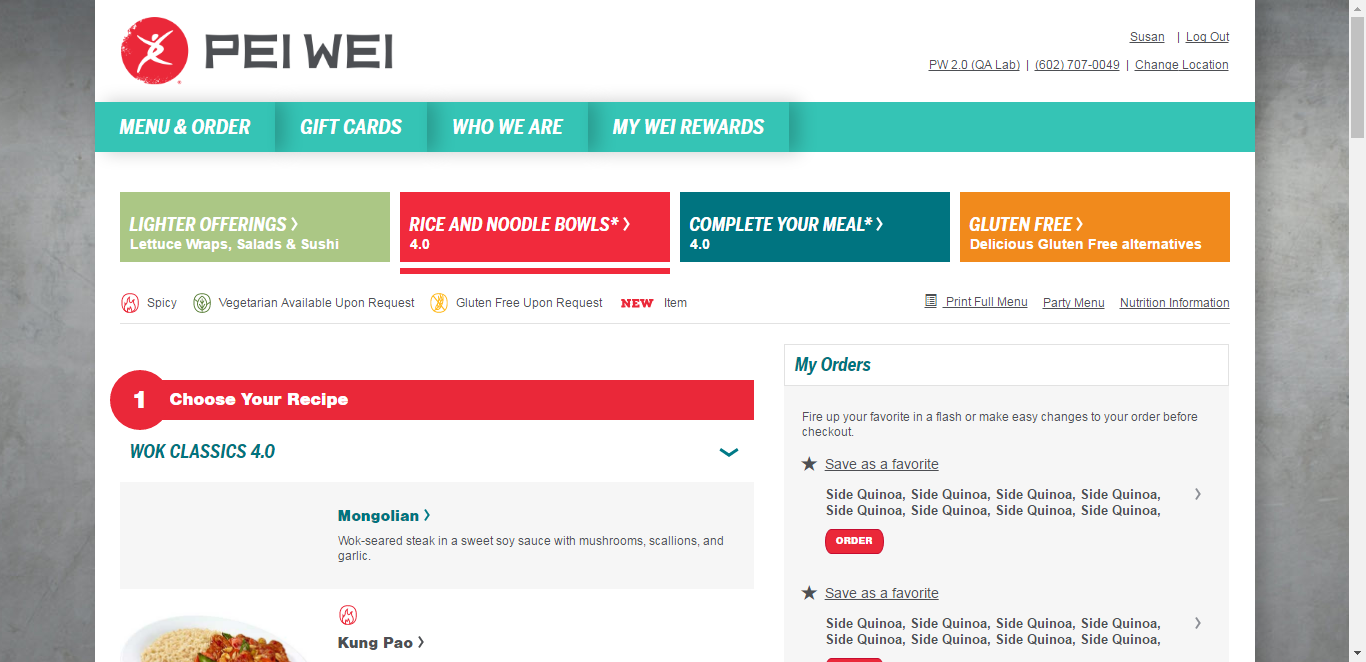 PEI WEI
Susan | Log Out
PW 2.0 (QA Lab) | (602) 707-0049 | Change Location
MENU & ORDER GIFT CARDS WHO WE ARE MY WEI REWARDS
LIGHTER OFFERINGS >
Lettuce Wraps, Salads & Sushi
RICE AND NOODLE BOWLS* >
4.0
COMPLETE YOUR MEAL* >
4.0
GLUTEN FREE >
Delicious Gluten Free alternatives
Spicy Vegetarian Available Upon Request Gluten Free Upon Request NEW Item
Print Full Menu Party Menu Nutrition Information
1 Choose Your Recipe
WOK CLASSICS 4.0
Mongolian >
Wok-seared steak in a sweet soy sauce with mushrooms, scallions, and
garlic.
Kung Pao >
My Orders
Fire up your favorite in a flash or make easy changes to your order before
checkout.
Save as a favorite
Side Quinoa, Side Quinoa, Side Quinoa, Side Quinoa,
Side Quinoa, Side Quinoa, Side Quinoa, Side Quinoa,
ORDER
Save as a favorite
Side Quinoa, Side Quinoa, Side Quinoa, Side Quinoa,
Side Quinoa, Side Quinoa, Side Quinoa, Side Quinoa,